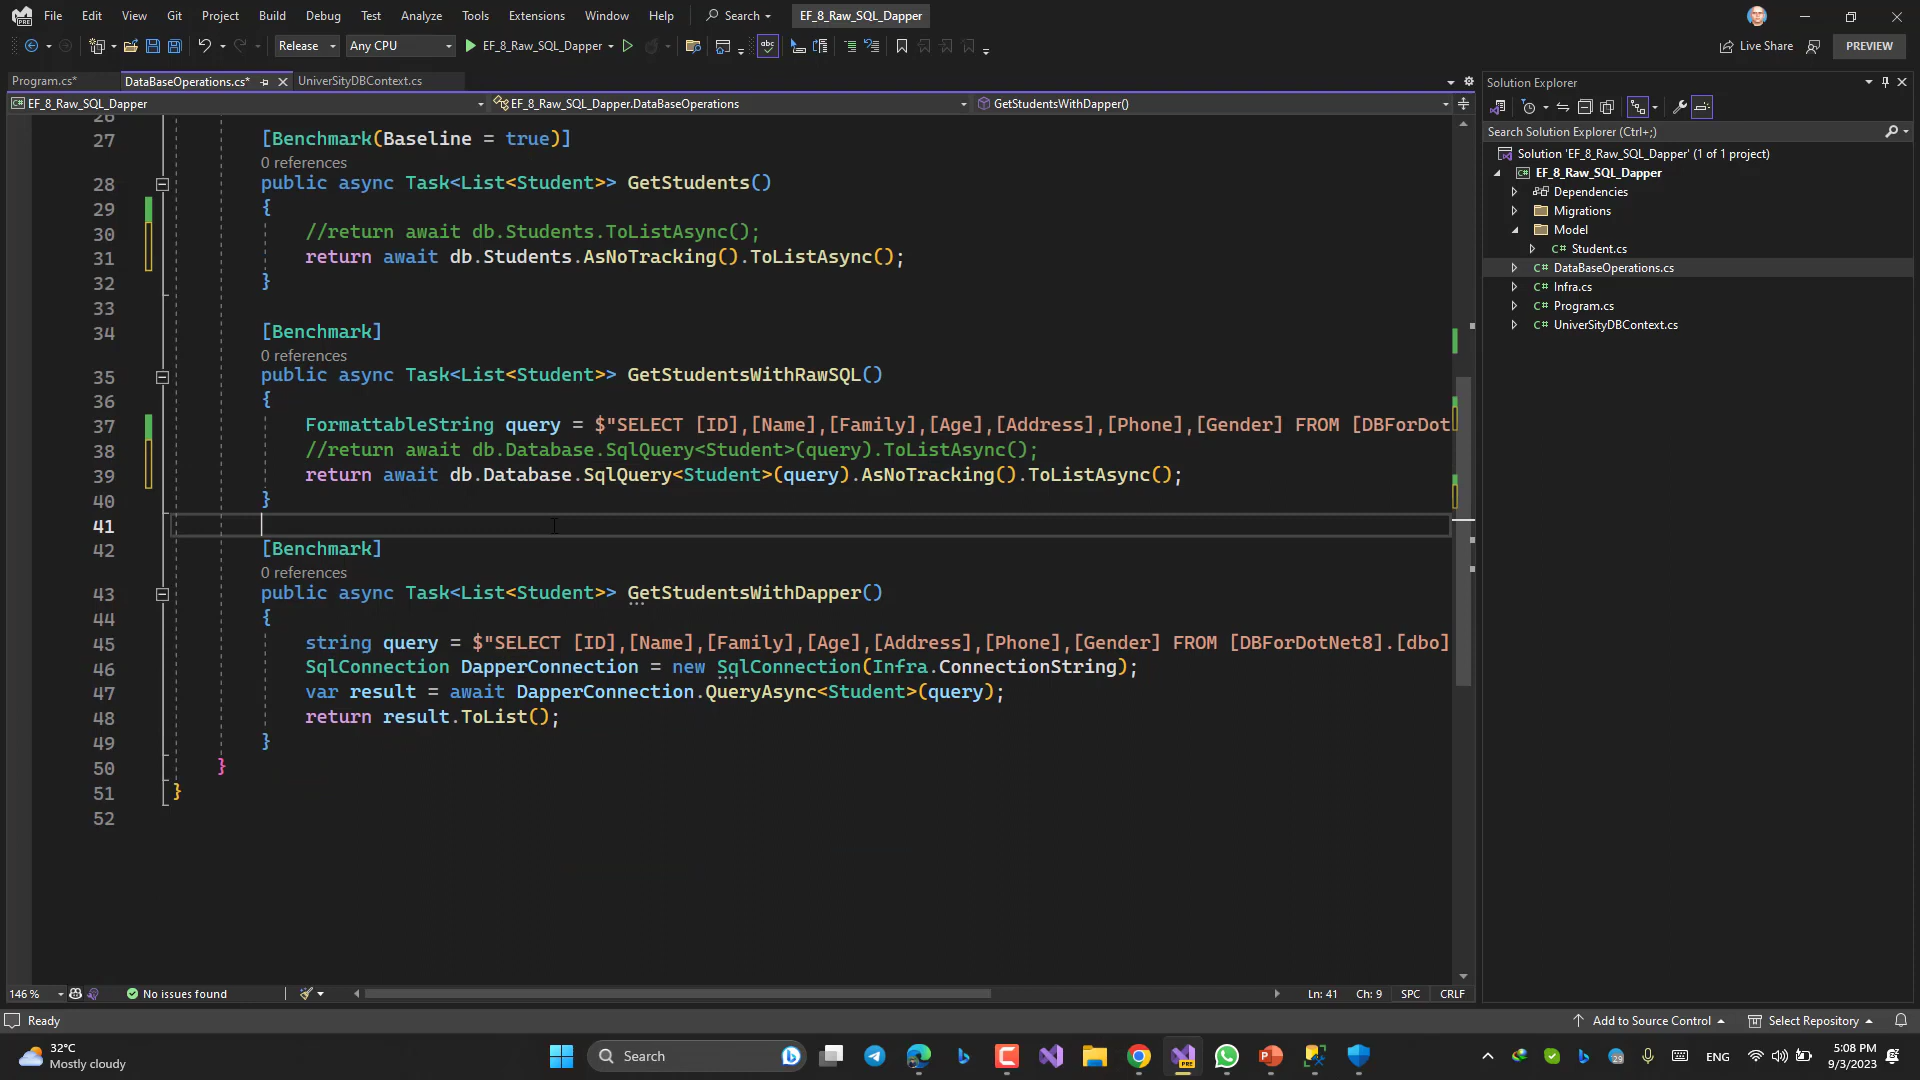 File Edit View Git Project Build Debug Test Analyze Tools Extensions Window Help Search EF_8_Raw_SQL_Dapper
Release Any CPU EF_8_Raw_SQL_Dapper Live Share PREVIEW
Program.cs* DataBaseOperations.cs* UniverSityDBContext.cs
EF_8_Raw_SQL_Dapper EF_8_Raw_SQL_Dapper.DataBaseOperations GetStudentsWithDapper()
26
27 [Benchmark(Baseline = true)]
0 references
28 public async Task<List<Student>> GetStudents()
29 {
30 //return await db.Students.ToListAsync();
31 return await db.Students.AsNoTracking().ToListAsync();
32 }
33
34 [Benchmark]
0 references
35 public async Task<List<Student>> GetStudentsWithRawSQL()
36 {
37 FormattableString query = $"SELECT [ID],[Name],[Family],[Age],[Address],[Phone],[Gender] FROM [DBForDot
38 //return await db.Database.SqlQuery<Student>(query).ToListAsync();
39 return await db.Database.SqlQuery<Student>(query).AsNoTracking().ToListAsync();
40 }
41
42 [Benchmark]
0 references
43 public async Task<List<Student>> GetStudentsWithDapper()
44 {
45 string query = $"SELECT [ID],[Name],[Family],[Age],[Address],[Phone],[Gender] FROM [DBForDotNet8].[dbo]
46 SqlConnection DapperConnection = new SqlConnection(Infra.ConnectionString);
47 var result = await DapperConnection.QueryAsync<Student>(query);
48 return result.ToList();
49 }
50 }
51 }
52
146 % No issues found Ln: 41 Ch: 9 SPC CRLF
Solution Explorer
Search Solution Explorer (Ctrl+;)
Solution 'EF_8_Raw_SQL_Dapper' (1 of 1 project)
EF_8_Raw_SQL_Dapper
Dependencies
Migrations
Model
C# Student.cs
C# DataBaseOperations.cs
C# Infra.cs
C# Program.cs
C# UniverSityDBContext.cs
Ready Add to Source Control Select Repository
32°C
Mostly cloudy
Search
PRE
29
ENG
5:08 PM
9/3/2023